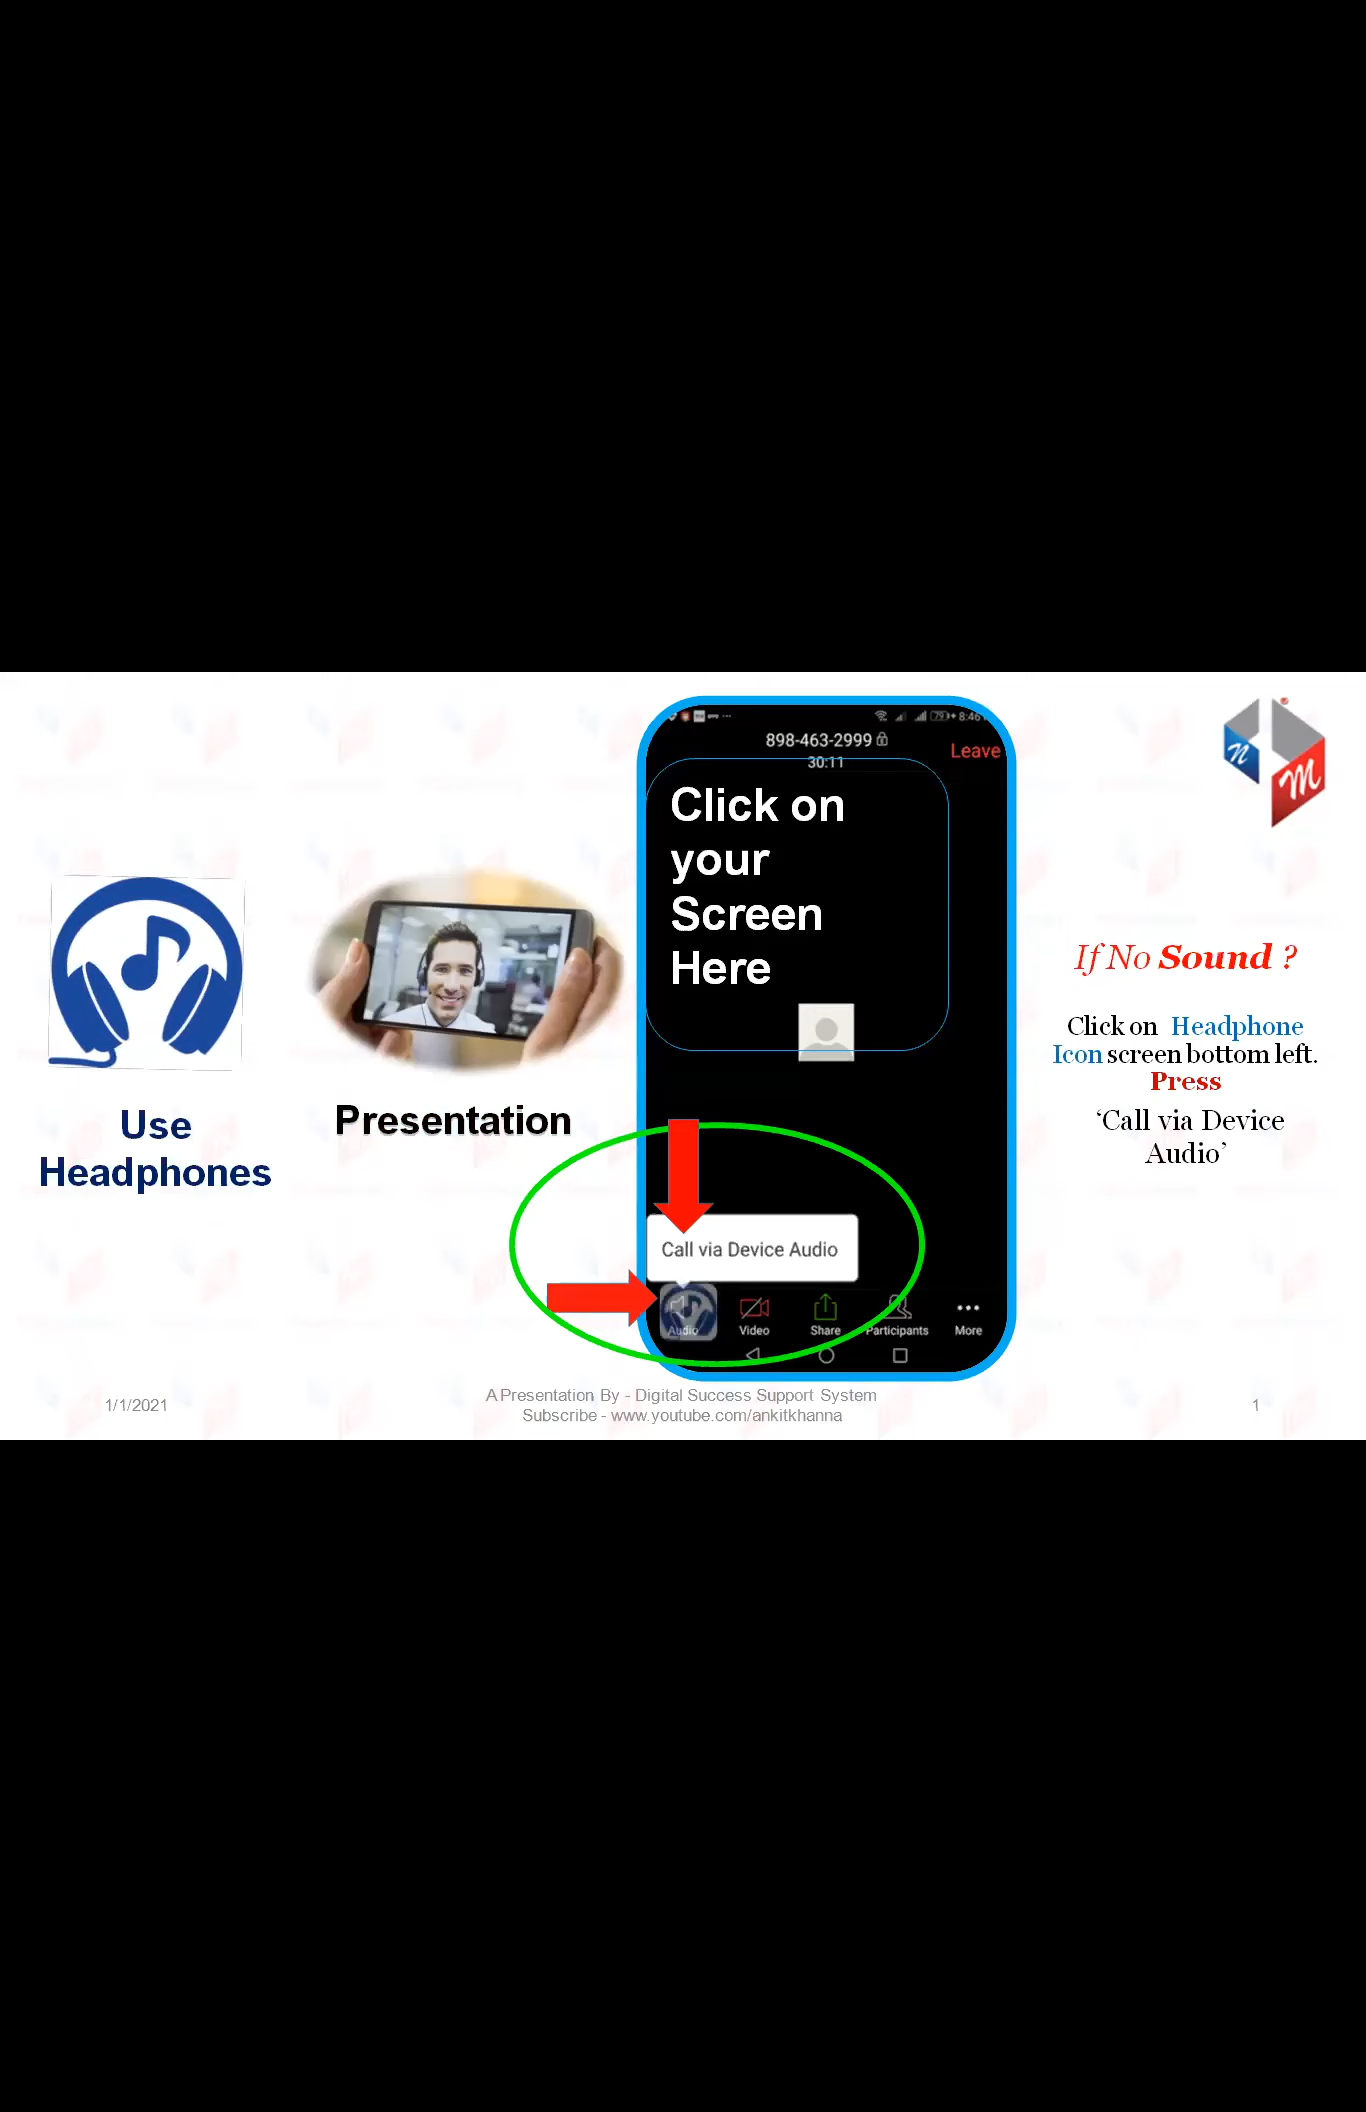 898-463-2999
30:11
Leave
Click on
your
Screen
Here
n
m
Use
Headphones
Presentation
If No Sound ?
Click on Headphone
Icon screen bottom left.
Press
‘Call via Device
Audio’
Call via Device Audio
Audio
Video
Share
Participants
More
1/1/2021
A Presentation By - Digital Success Support System
Subscribe - www.youtube.com/ankitkhanna
1